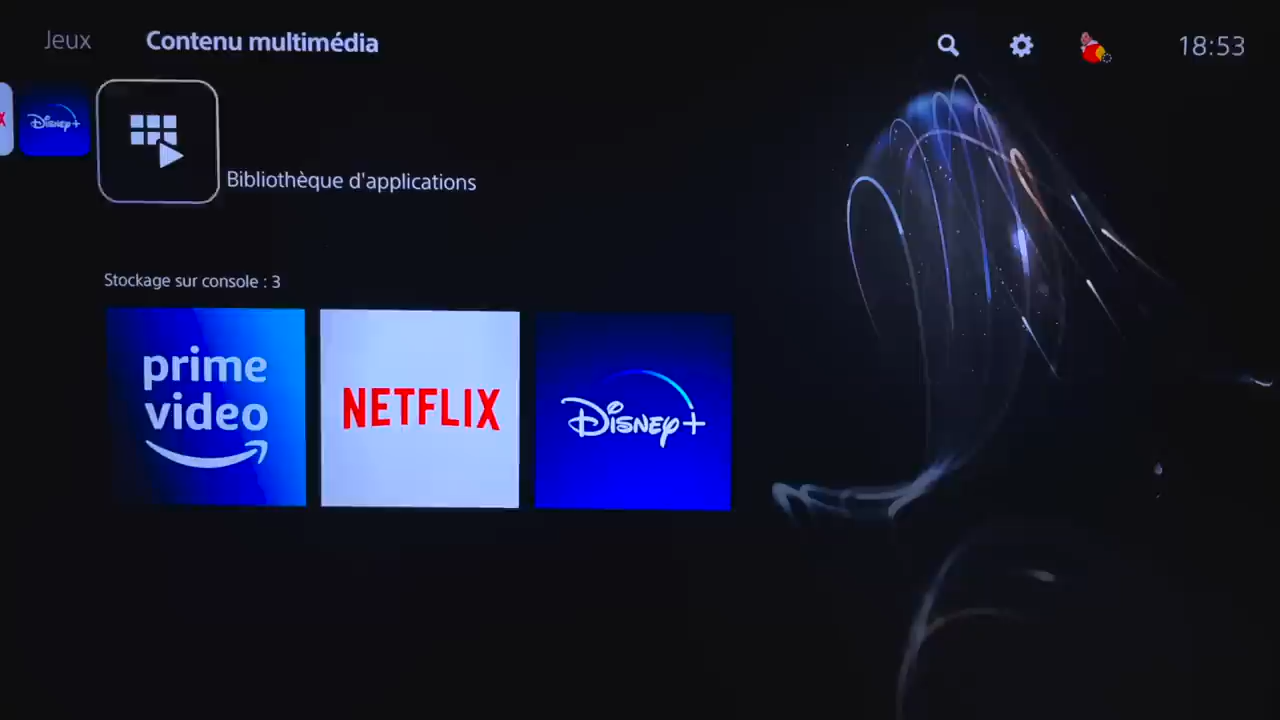 Jeux
Contenu multimédia
18:53
X
Disney+
Bibliothèque d'applications
Stockage sur console : 3
prime
video
NETFLIX
Disney+